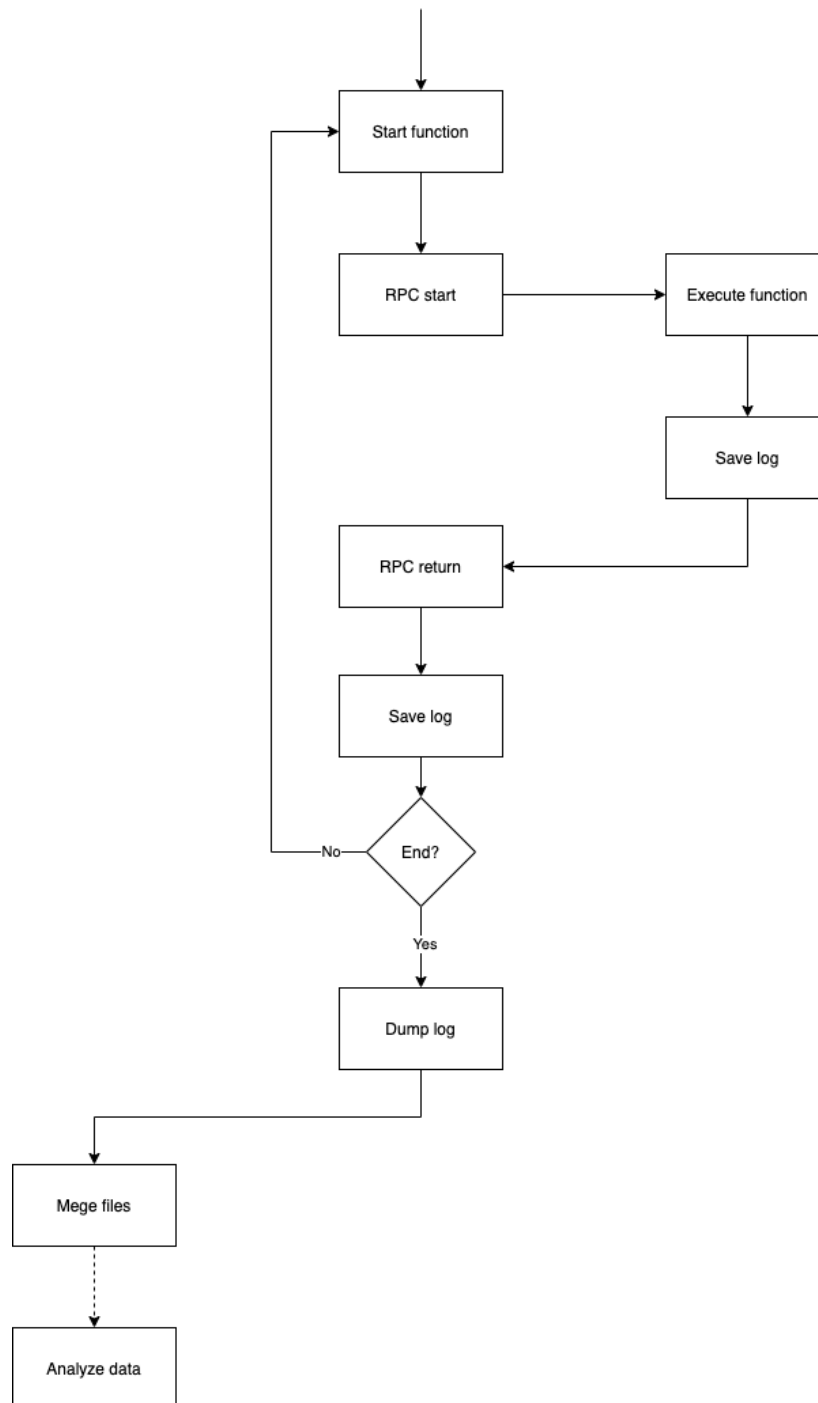 Start function
RPC start
Execute function
Save log
RPC return
Save log
End?
No
Yes
Dump log
Mege files
Analyze data